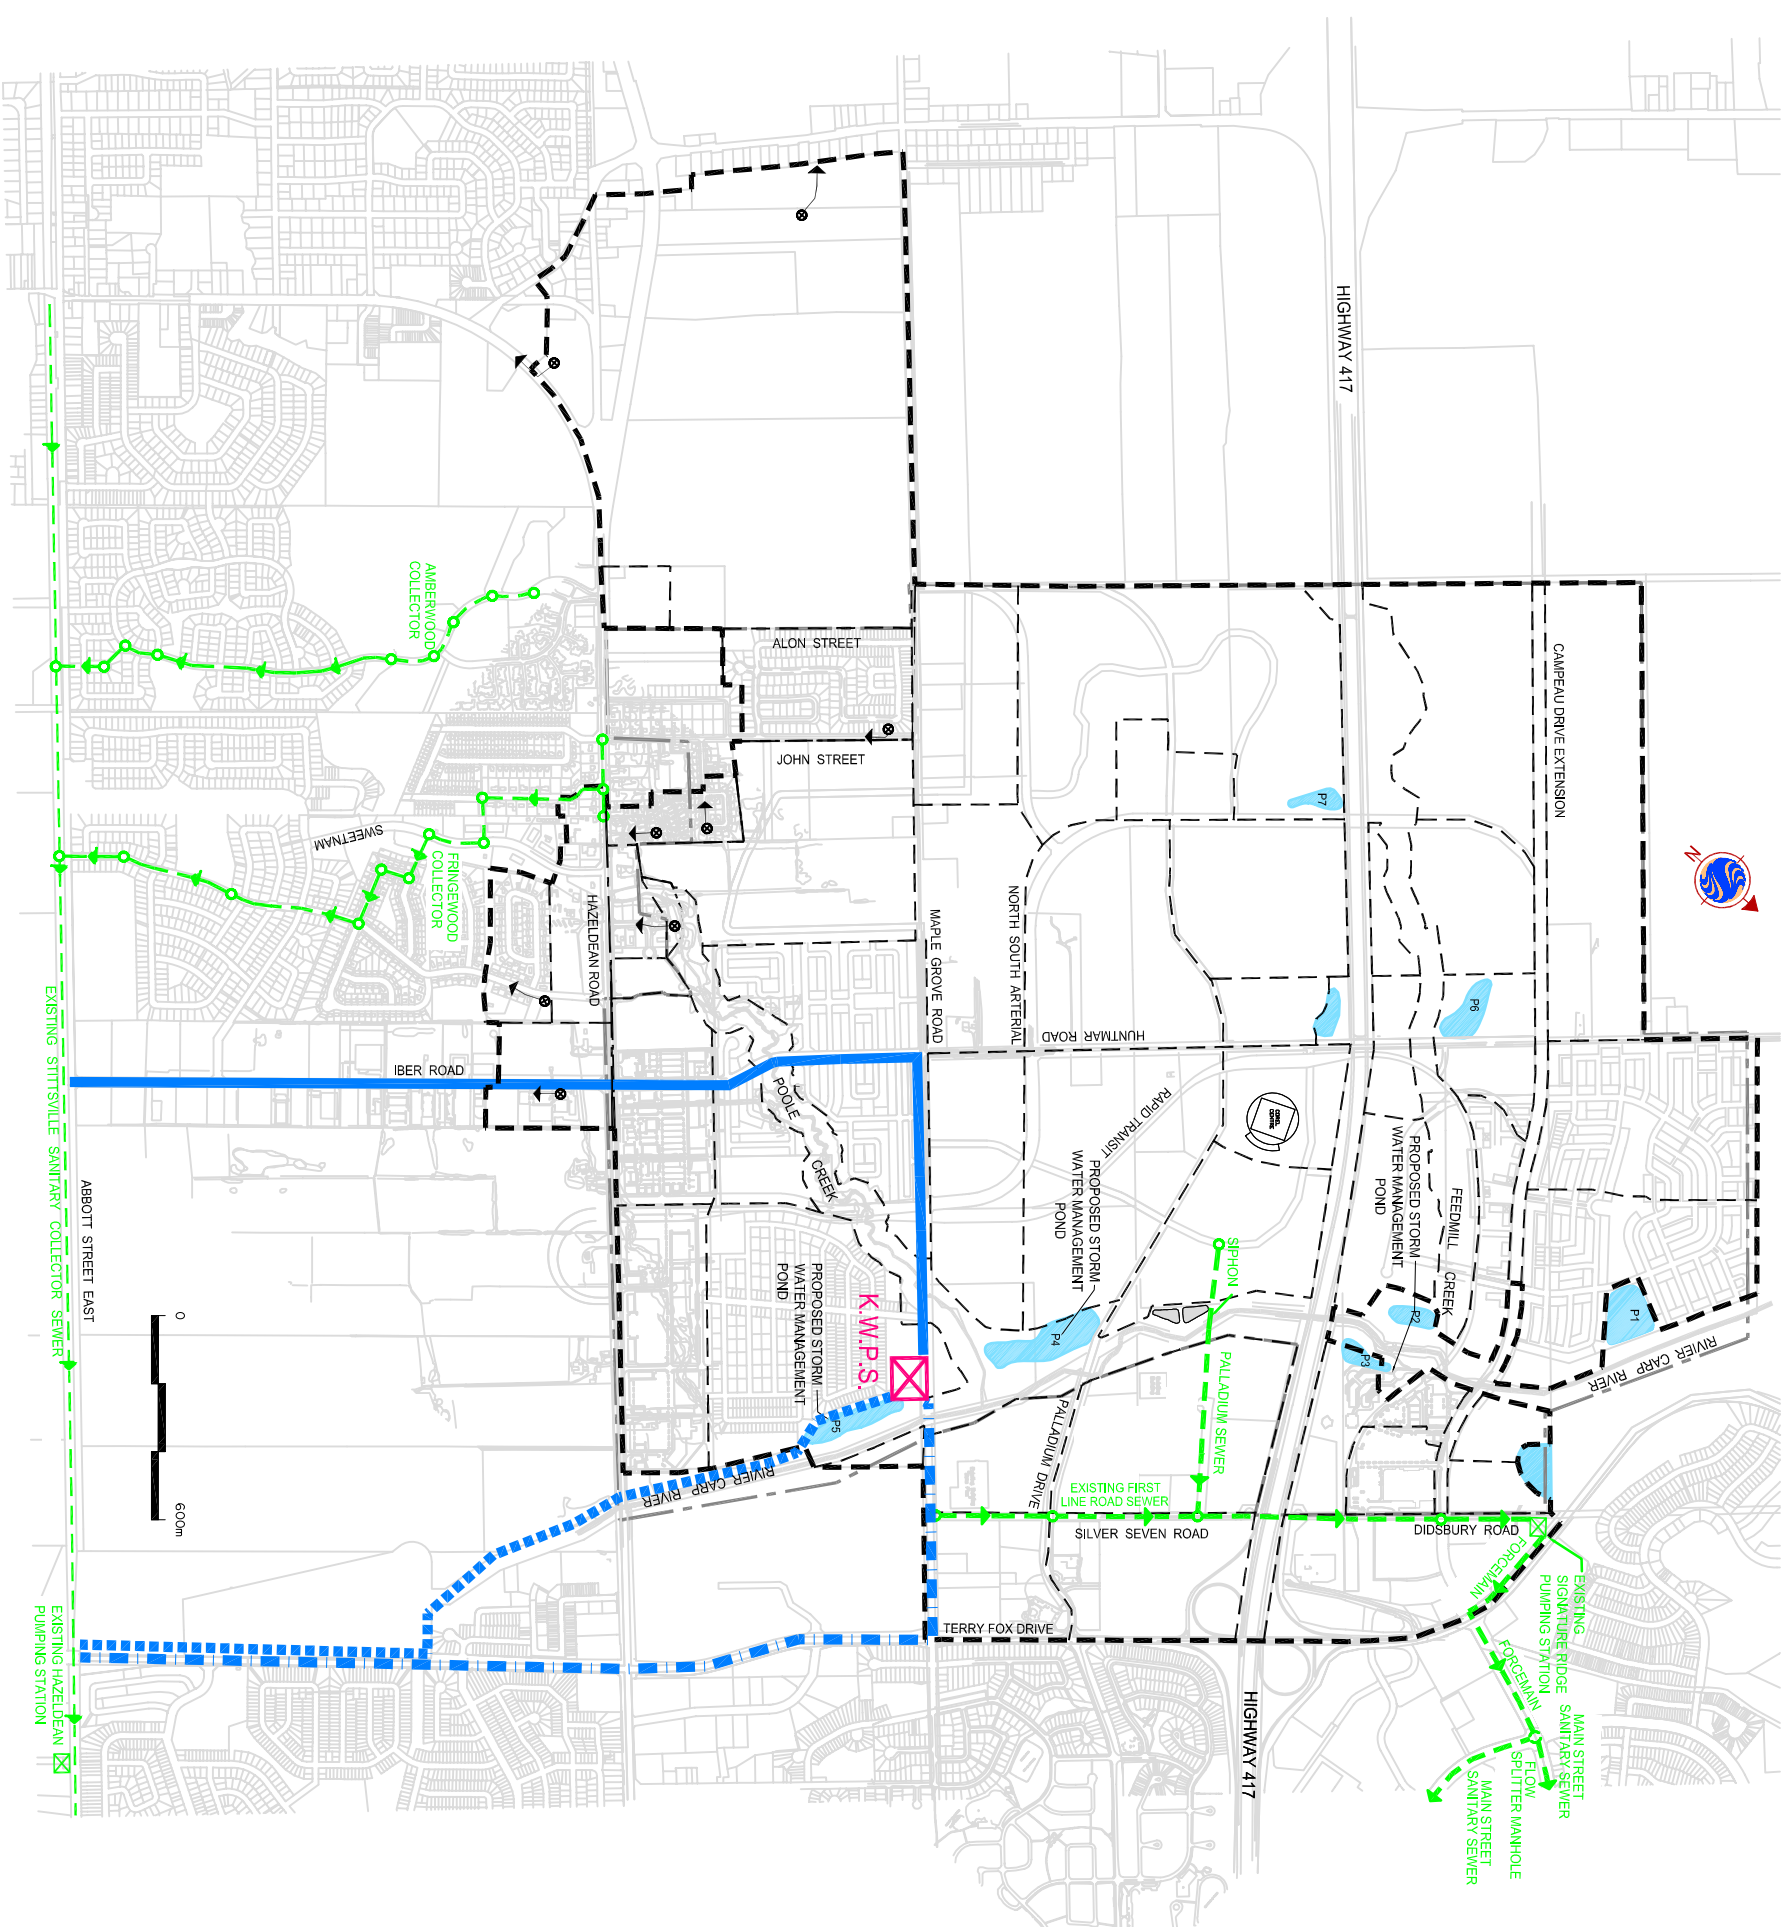 HIGHWAY 417
CAMPEAU DRIVE EXTENSION
ALON STREET
JOHN STREET
AMBERWOOD
COLLECTOR
SWEETNAM
FRINGEWOOD
COLLECTOR
HAZELDEAN ROAD
MAPLE GROVE ROAD
NORTH SOUTH ARTERIAL
HUNTMAR ROAD
P7
P6
N
IBER ROAD
POOLE
CREEK
RAPID TRANSIT
COREL
CENTRE
PROPOSED STORM
WATER MANAGEMENT
POND
PROPOSED STORM
WATER MANAGEMENT
POND
FEEDMILL
CREEK
SIPHON
P1
P2
P3
P4
P5
RIVIER CARP RIVER
EXISTING STITTSVILLE SANITARY COLLECTOR SEWER
ABBOTT STREET EAST
0
600m
K.W.P.S.
PROPOSED STORM
WATER MANAGEMENT
POND
RIVIER CARP RIVER
PALLADIUM DRIVE
PALLADIUM SEWER
EXISTING FIRST
LINE ROAD SEWER
SILVER SEVEN ROAD
DIDSBURY ROAD
FORCEMAIN
EXISTING
SIGNATURE RIDGE
PUMPING STATION
TERRY FOX DRIVE
FORCEMAIN
MAIN STREET
SANITARY SEWER
FLOW
SPLITTER MANHOLE
MAIN STREET
SANITARY SEWER
HIGHWAY 417
EXISTING HAZELDEAN
PUMPING STATION